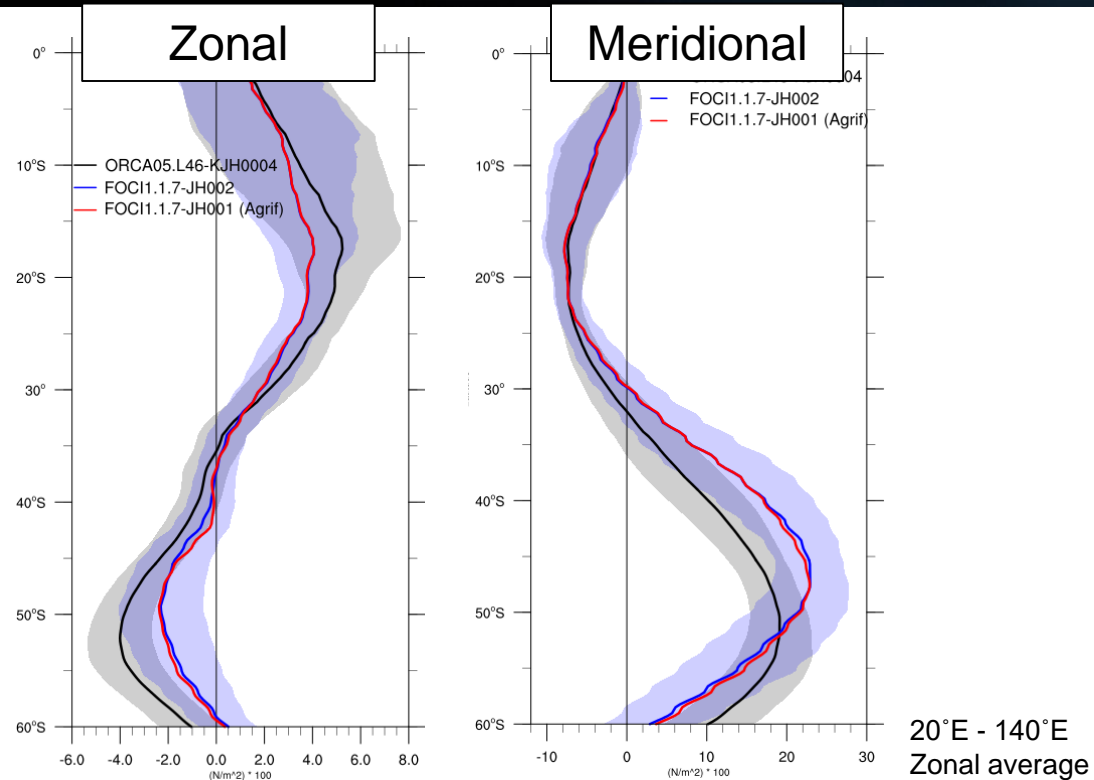 Zonal
Meridional
0°
10°S
20°S
30°
40°S
50°S
60°S
ORCA05.L46-KJH0004
FOCI1.1.7-JH002
FOCI1.1.7-JH001 (Agrif)
-6.0 -4.0 -2.0 0.0 2.0 4.0 6.0 8.0
(N/m^2) * 100
0°
10°S
20°S
30°
40°S
50°S
60°S
04
FOCI1.1.7-JH002
FOCI1.1.7-JH001 (Agrif)
-10 0 10 20 30
(N/m^2) * 100
20°E - 140°E
Zonal average